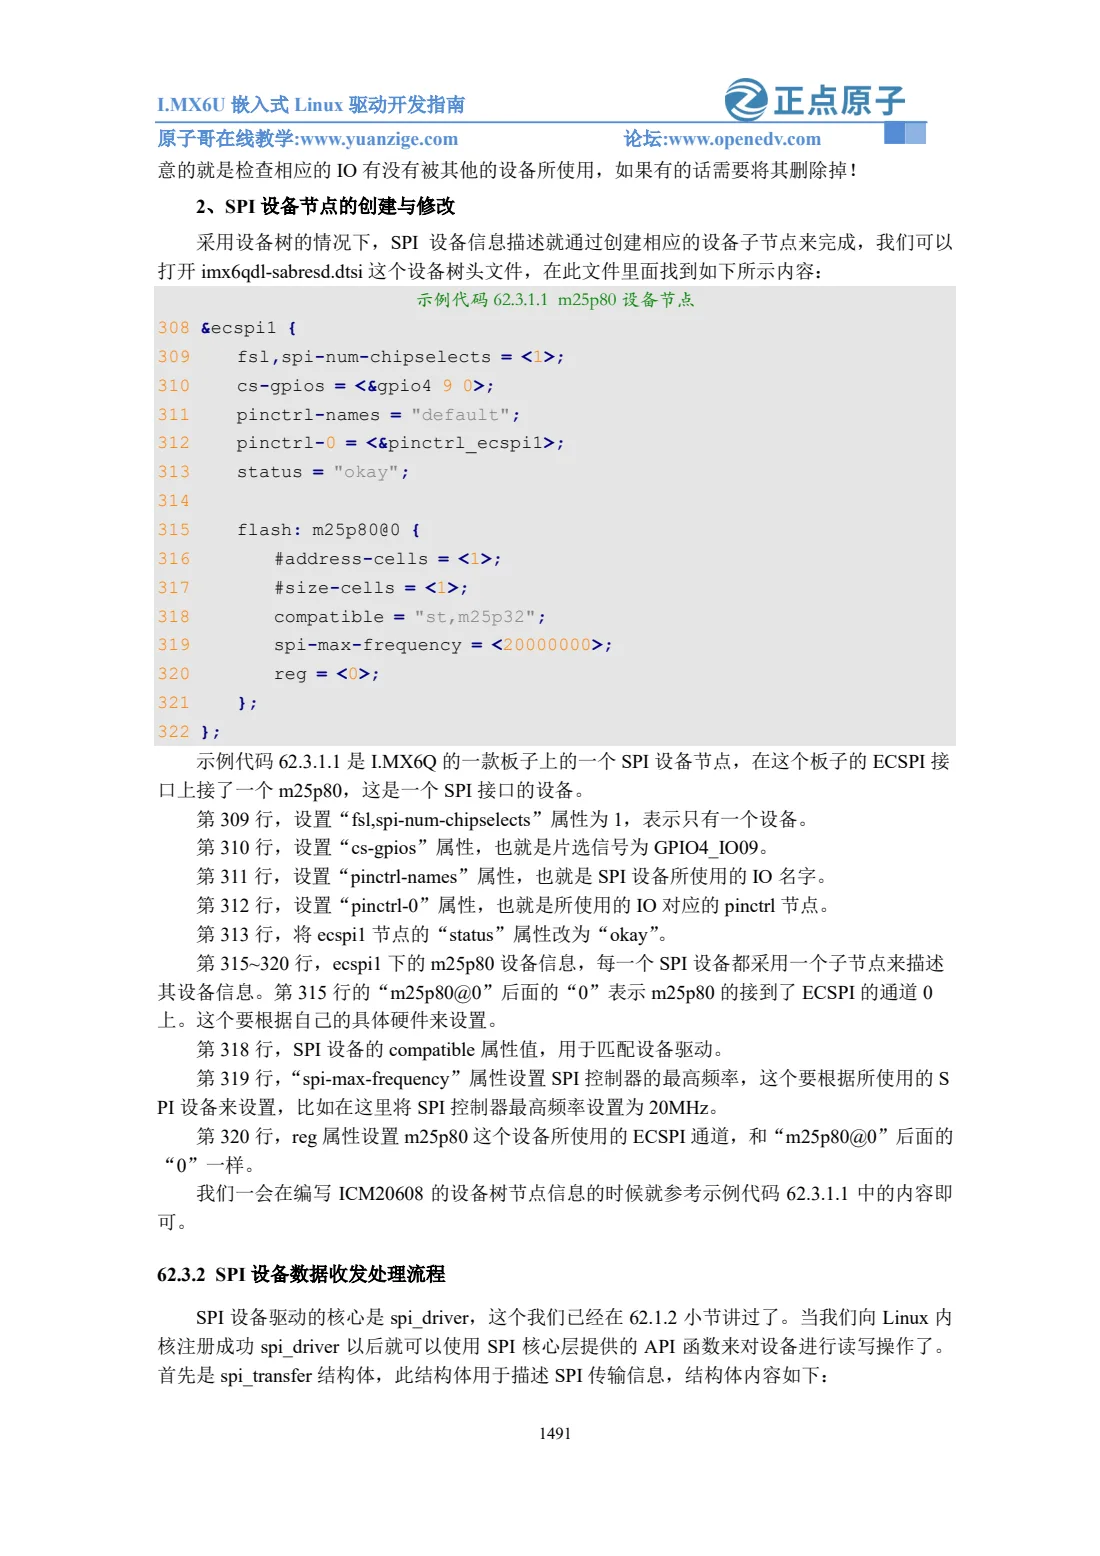 I.MX6U 嵌入式 Linux 驱动开发指南
正点原子
原子哥在线教学:www.yuanzige.com 论坛:www.openedv.com
意的就是检查相应的 IO 有没有被其他的设备所使用，如果有的话需要将其删除掉！
2、SPI 设备节点的创建与修改
采用设备树的情况下，SPI 设备信息描述就通过创建相应的设备子节点来完成，我们可以
打开 imx6qdl-sabresd.dtsi 这个设备树头文件，在此文件里面找到如下所示内容：
示例代码 62.3.1.1 m25p80 设备节点
308 &ecspi1 {
309 fsl,spi-num-chipselects = <1>;
310 cs-gpios = <&gpio4 9 0>;
311 pinctrl-names = "default";
312 pinctrl-0 = <&pinctrl_ecspi1>;
313 status = "okay";
314
315 flash: m25p80@0 {
316 #address-cells = <1>;
317 #size-cells = <1>;
318 compatible = "st,m25p32";
319 spi-max-frequency = <20000000>;
320 reg = <0>;
321 };
322 };
示例代码 62.3.1.1 是 I.MX6Q 的一款板子上的一个 SPI 设备节点，在这个板子的 ECSPI 接
口上接了一个 m25p80，这是一个 SPI 接口的设备。
第 309 行，设置“fsl,spi-num-chipselects”属性为 1，表示只有一个设备。
第 310 行，设置“cs-gpios”属性，也就是片选信号为 GPIO4_IO09。
第 311 行，设置“pinctrl-names”属性，也就是 SPI 设备所使用的 IO 名字。
第 312 行，设置“pinctrl-0”属性，也就是所使用的 IO 对应的 pinctrl 节点。
第 313 行，将 ecspi1 节点的“status”属性改为“okay”。
第 315~320 行，ecspi1 下的 m25p80 设备信息，每一个 SPI 设备都采用一个子节点来描述
其设备信息。第 315 行的“m25p80@0”后面的“0”表示 m25p80 的接到了 ECSPI 的通道 0
上。这个要根据自己的具体硬件来设置。
第 318 行，SPI 设备的 compatible 属性值，用于匹配设备驱动。
第 319 行，“spi-max-frequency”属性设置 SPI 控制器的最高频率，这个要根据所使用的 S
PI 设备来设置，比如在这里将 SPI 控制器最高频率设置为 20MHz。
第 320 行，reg 属性设置 m25p80 这个设备所使用的 ECSPI 通道，和“m25p80@0”后面的
“0”一样。
我们一会在编写 ICM20608 的设备树节点信息的时候就参考示例代码 62.3.1.1 中的内容即
可。
62.3.2 SPI 设备数据收发处理流程
SPI 设备驱动的核心是 spi_driver，这个我们已经在 62.1.2 小节讲过了。当我们向 Linux 内
核注册成功 spi_driver 以后就可以使用 SPI 核心层提供的 API 函数来对设备进行读写操作了。
首先是 spi_transfer 结构体，此结构体用于描述 SPI 传输信息，结构体内容如下：
1491